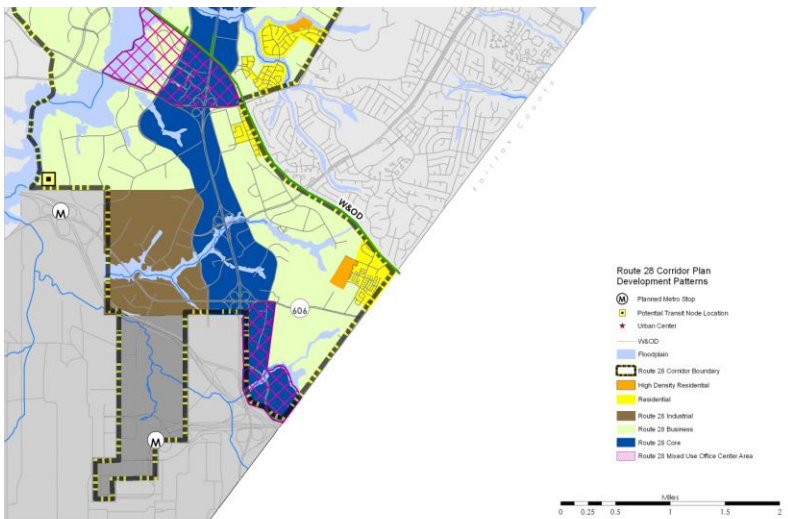 Fairfax County
W&OD
M
606
M
Route 28 Corridor Plan
Development Patterns
M Planned Metro Stop
Potential Transit Node Location
Urban Center
W&OD
Floodplain
Route 28 Corridor Boundary
High Density Residential
Residential
Route 28 Industrial
Route 28 Business
Route 28 Core
Route 28 Mixed Use Office Center Area
Miles
0 0.25 0.5 1 1.5 2